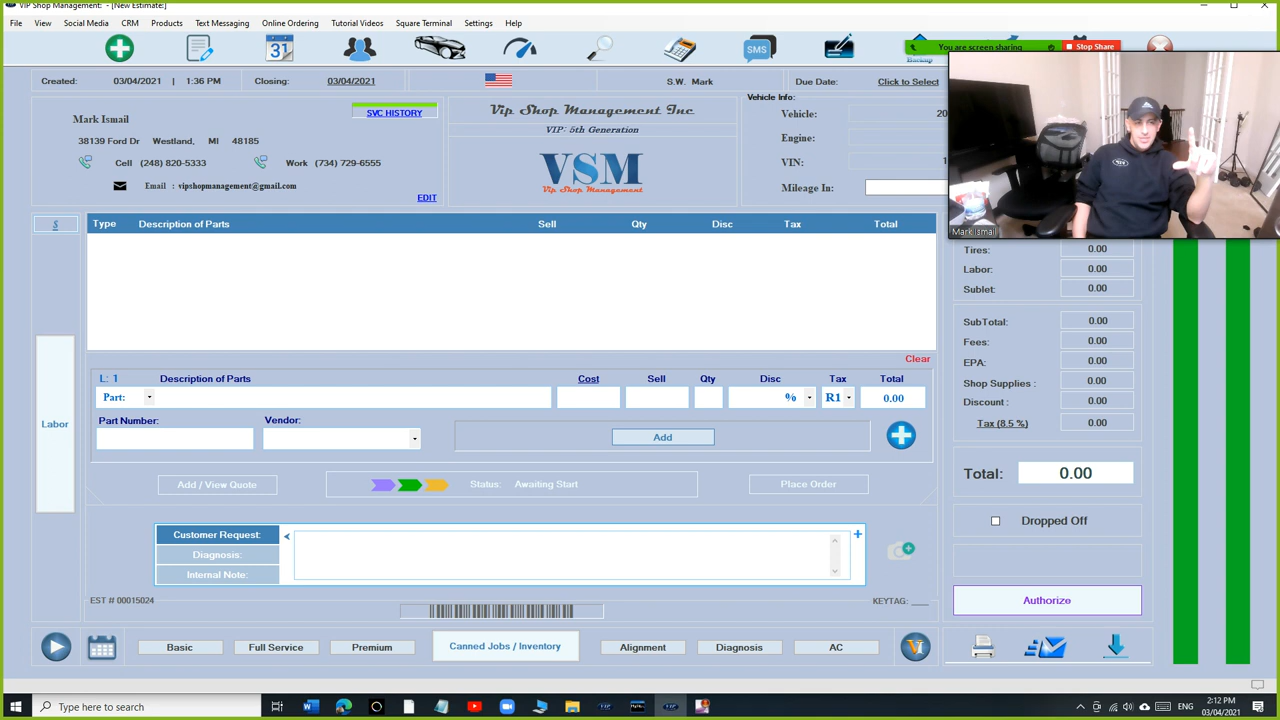 VIP Shop Management: - [New Estimate:]
File View Social Media CRM Products Text Messaging Online Ordering Tutorial Videos Square Terminal Settings Help
31
SMS
You are screen sharing
Stop Share
Backup
Created: 03/04/2021 | 1:36 PM Closing: 03/04/2021 S.W. Mark Due Date: Click to Select
Mark Ismail
SVC HISTORY
38139 Ford Dr Westland, MI 48185
Cell (248) 820-5333 Work (734) 729-6555
Email : vipshopmanagement@gmail.com
EDIT
Vip Shop Management Inc
VIP: 5th Generation
VSM
Vip Shop Management
Vehicle Info:
Vehicle: 20
Engine:
VIN: 1
Mileage In:
Mark Ismail
S
Type Description of Parts Sell Qty Disc Tax Total
Clear
Labor
L: 1 Description of Parts Cost Sell Qty Disc Tax Total
Part: % R1 0.00
Part Number: Vendor:
Add
Add / View Quote
Status: Awaiting Start
Place Order
Customer Request:
Diagnosis:
Internal Note:
EST # 00015024
KEYTAG: ___
Tires: 0.00
Labor: 0.00
Sublet: 0.00
SubTotal: 0.00
Fees: 0.00
EPA: 0.00
Shop Supplies : 0.00
Discount : 0.00
Tax (8.5 %) 0.00
Total: 0.00
Dropped Off
Authorize
Basic Full Service Premium Canned Jobs / Inventory Alignment Diagnosis AC
Type here to search
ENG
2:12 PM
03/04/2021